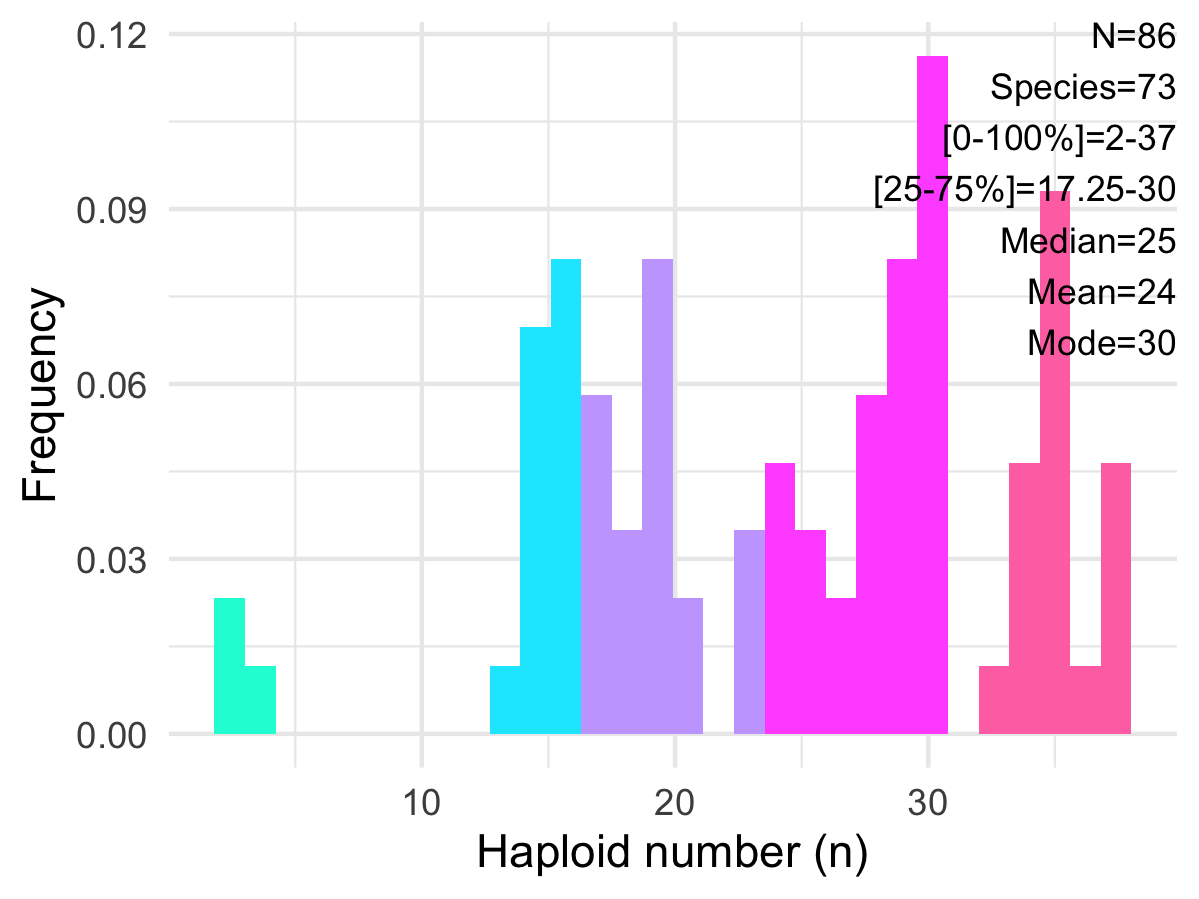 0.12
0.09
0.06
0.03
0.00
Frequency
N=86
Species=73
[0-100%]=2-37
[25-75%]=17.25-30
Median=25
Mean=24
Mode=30
10
20
30
Haploid number (n)